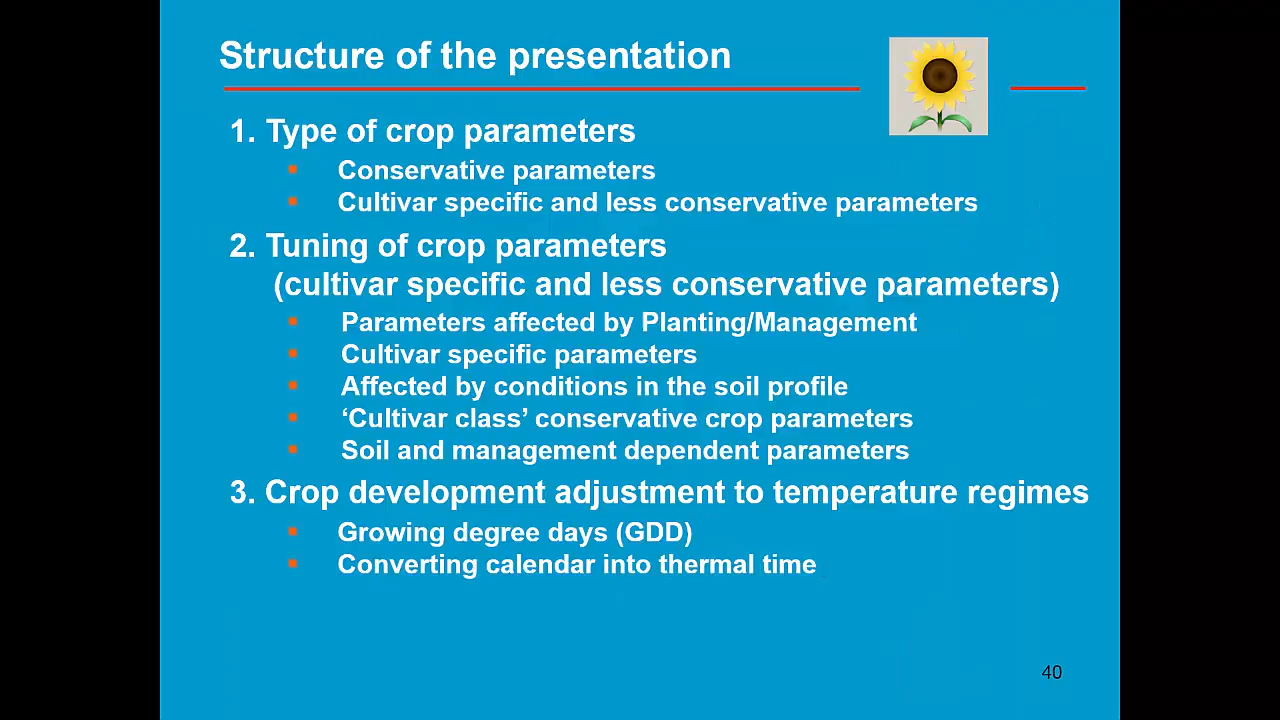 Structure of the presentation
1. Type of crop parameters
▪ Conservative parameters
▪ Cultivar specific and less conservative parameters
2. Tuning of crop parameters
(cultivar specific and less conservative parameters)
▪ Parameters affected by Planting/Management
▪ Cultivar specific parameters
▪ Affected by conditions in the soil profile
▪ ‘Cultivar class’ conservative crop parameters
▪ Soil and management dependent parameters
3. Crop development adjustment to temperature regimes
▪ Growing degree days (GDD)
▪ Converting calendar into thermal time
40